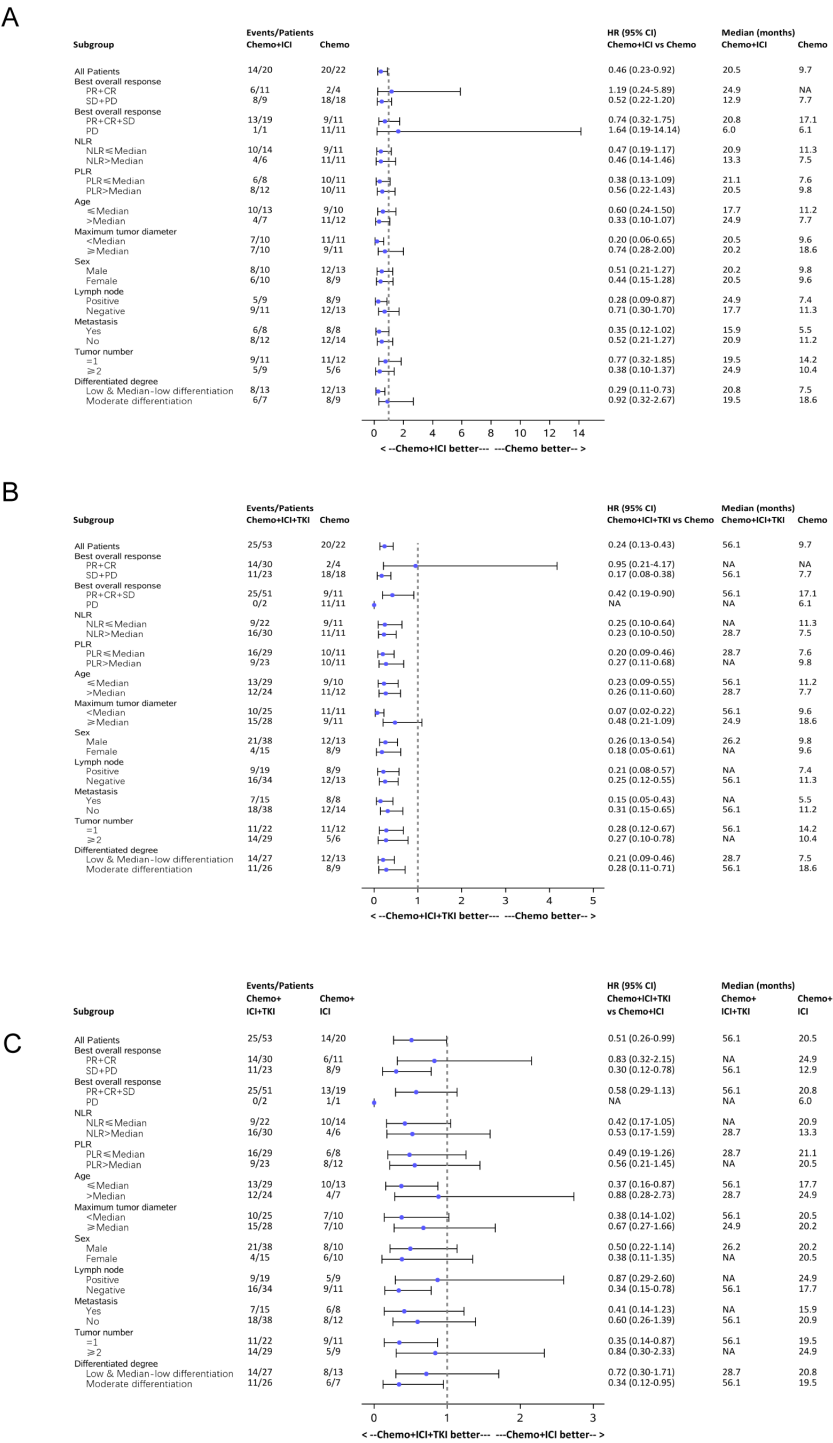 A
Events/Patients HR (95% CI) Median (months)
Subgroup Chemo+ICI Chemo Chemo+ICI vs Chemo Chemo+ICI Chemo
All Patients 14/20 20/22 0.46 (0.23-0.92) 20.5 9.7
Best overall response
PR+CR 6/11 2/4 1.19 (0.24-5.89) 24.9 NA
SD+PD 8/9 18/18 0.52 (0.22-1.20) 12.9 7.7
Best overall response
PR+CR+SD 13/19 9/11 0.74 (0.32-1.75) 20.8 17.1
PD 1/1 11/11 1.64 (0.19-14.14) 6.0 6.1
NLR
NLR≤Median 10/14 9/11 0.47 (0.19-1.17) 20.9 11.3
NLR>Median 4/6 11/11 0.46 (0.14-1.46) 13.3 7.5
PLR
PLR≤Median 6/8 10/11 0.38 (0.13-1.09) 21.1 7.6
PLR>Median 8/12 10/11 0.56 (0.22-1.43) 20.5 9.8
Age
≤Median 10/13 9/10 0.60 (0.24-1.50) 17.7 11.2
>Median 4/7 11/12 0.33 (0.10-1.07) 24.9 7.7
Maximum tumor diameter
<Median 7/10 11/11 0.20 (0.06-0.65) 20.5 9.6
≥Median 7/10 9/11 0.74 (0.28-2.00) 20.2 18.6
Sex
Male 8/10 12/13 0.51 (0.21-1.27) 20.2 9.8
Female 6/10 8/9 0.44 (0.15-1.28) 20.5 9.6
Lymph node
Positive 5/9 8/9 0.28 (0.09-0.87) 24.9 7.4
Negative 9/11 12/13 0.71 (0.30-1.70) 17.7 11.3
Metastasis
Yes 6/8 8/8 0.35 (0.12-1.02) 15.9 5.5
No 8/12 12/14 0.52 (0.21-1.27) 20.9 11.2
Tumor number
=1 9/11 11/12 0.77 (0.32-1.85) 19.5 14.2
≥2 5/9 5/6 0.38 (0.10-1.37) 24.9 10.4
Differentiated degree
Low & Median-low differentiation 8/13 12/13 0.29 (0.11-0.73) 20.8 7.5
Moderate differentiation 6/7 8/9 0.92 (0.32-2.67) 19.5 18.6
0 2 4 6 8 10 12 14
< --Chemo+ICI better--- ---Chemo better-- >
B
Events/Patients HR (95% CI) Median (months)
Subgroup Chemo+ICI+TKI Chemo Chemo+ICI+TKI vs Chemo Chemo+ICI+TKI Chemo
All Patients 25/53 20/22 0.24 (0.13-0.43) 56.1 9.7
Best overall response
PR+CR 14/30 2/4 0.95 (0.21-4.17) NA NA
SD+PD 11/23 18/18 0.17 (0.08-0.38) 56.1 7.7
Best overall response
PR+CR+SD 25/51 9/11 0.42 (0.19-0.90) 56.1 17.1
PD 0/2 11/11 NA NA 6.1
NLR
NLR≤Median 9/22 9/11 0.25 (0.10-0.64) NA 11.3
NLR>Median 16/30 11/11 0.23 (0.10-0.50) 28.7 7.5
PLR
PLR≤Median 16/29 10/11 0.20 (0.09-0.46) 28.7 7.6
PLR>Median 9/23 10/11 0.27 (0.11-0.68) NA 9.8
Age
≤Median 13/29 9/10 0.23 (0.09-0.55) 56.1 11.2
>Median 12/24 11/12 0.26 (0.11-0.60) 28.7 7.7
Maximum tumor diameter
<Median 10/25 11/11 0.07 (0.02-0.22) 56.1 9.6
≥Median 15/28 9/11 0.48 (0.21-1.09) 24.9 18.6
Sex
Male 21/38 12/13 0.26 (0.13-0.54) 26.2 9.8
Female 4/15 8/9 0.18 (0.05-0.61) NA 9.6
Lymph node
Positive 9/19 8/9 0.21 (0.08-0.57) NA 7.4
Negative 16/34 12/13 0.25 (0.12-0.55) 56.1 11.3
Metastasis
Yes 7/15 8/8 0.15 (0.05-0.43) NA 5.5
No 18/38 12/14 0.31 (0.15-0.65) 56.1 11.2
Tumor number
=1 11/22 11/12 0.28 (0.12-0.67) 56.1 14.2
≥2 14/29 5/6 0.27 (0.10-0.78) NA 10.4
Differentiated degree
Low & Median-low differentiation 14/27 12/13 0.21 (0.09-0.46) 28.7 7.5
Moderate differentiation 11/26 8/9 0.28 (0.11-0.71) 56.1 18.6
0 1 2 3 4 5
< --Chemo+ICI+TKI better--- ---Chemo better-- >
C
Events/Patients HR (95% CI) Median (months)
Chemo+ Chemo+ Chemo+ICI+TKI Chemo+ Chemo+
Subgroup ICI+TKI ICI vs Chemo+ICI ICI+TKI ICI
All Patients 25/53 14/20 0.51 (0.26-0.99) 56.1 20.5
Best overall response
PR+CR 14/30 6/11 0.83 (0.32-2.15) NA 24.9
SD+PD 11/23 8/9 0.30 (0.12-0.78) 56.1 12.9
Best overall response
PR+CR+SD 25/51 13/19 0.58 (0.29-1.13) 56.1 20.8
PD 0/2 1/1 NA NA 6.0
NLR
NLR≤Median 9/22 10/14 0.42 (0.17-1.05) NA 20.9
NLR>Median 16/30 4/6 0.53 (0.17-1.59) 28.7 13.3
PLR
PLR≤Median 16/29 6/8 0.49 (0.19-1.26) 28.7 21.1
PLR>Median 9/23 8/12 0.56 (0.21-1.45) NA 20.5
Age
≤Median 13/29 10/13 0.37 (0.16-0.87) 56.1 17.7
>Median 12/24 4/7 0.88 (0.28-2.73) 28.7 24.9
Maximum tumor diameter
<Median 10/25 7/10 0.38 (0.14-1.02) 56.1 20.5
≥Median 15/28 7/10 0.67 (0.27-1.66) 24.9 20.2
Sex
Male 21/38 8/10 0.50 (0.22-1.14) 26.2 20.2
Female 4/15 6/10 0.38 (0.11-1.35) NA 20.5
Lymph node
Positive 9/19 5/9 0.87 (0.29-2.60) NA 24.9
Negative 16/34 9/11 0.34 (0.15-0.78) 56.1 17.7
Metastasis
Yes 7/15 6/8 0.41 (0.14-1.23) NA 15.9
No 18/38 8/12 0.60 (0.26-1.39) 56.1 20.9
Tumor number
=1 11/22 9/11 0.35 (0.14-0.87) 56.1 19.5
≥2 14/29 5/9 0.84 (0.30-2.33) NA 24.9
Differentiated degree
Low & Median-low differentiation 14/27 8/13 0.72 (0.30-1.71) 28.7 20.8
Moderate differentiation 11/26 6/7 0.34 (0.12-0.95) 56.1 19.5
0 1 2 3
< --Chemo+ICI+TKI better--- ---Chemo+ICI better-- >